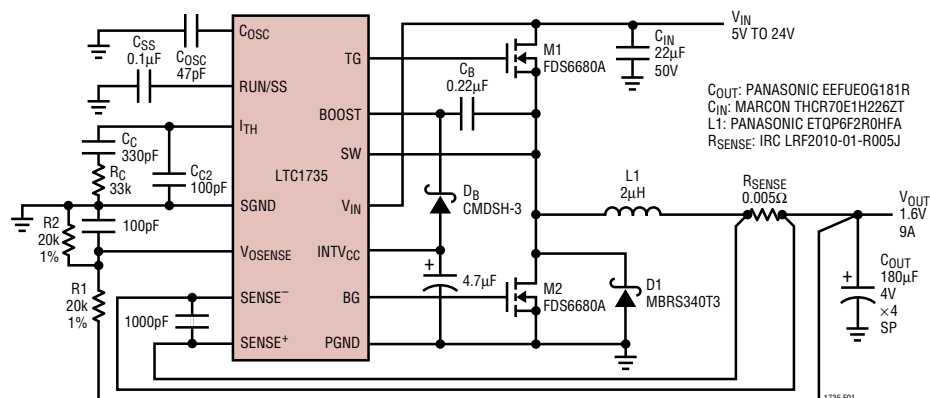 COSC
CSS
0.1µF
COSC
47pF
RUN/SS
ITH
CC
330pF
RC
33k
CC2
100pF
SGND
R2
20k
1%
100pF
VOSENSE
R1
20k
1%
SENSE–
1000pF
SENSE+
LTC1735
TG
BOOST
SW
VIN
INTVCC
BG
PGND
CB
0.22µF
DB
CMDSH-3
+
4.7µF
M1
FDS6680A
M2
FDS6680A
D1
MBRS340T3
L1
2µH
RSENSE
0.005Ω
VIN
5V TO 24V
CIN
22µF
50V
COUT: PANASONIC EEFUEOG181R
CIN: MARCON THCR70E1H226ZT
L1: PANASONIC ETQP6F2R0HFA
RSENSE: IRC LRF2010-01-R005J
VOUT
1.6V
9A
+
COUT
180µF
4V
×4
SP
1735 F01